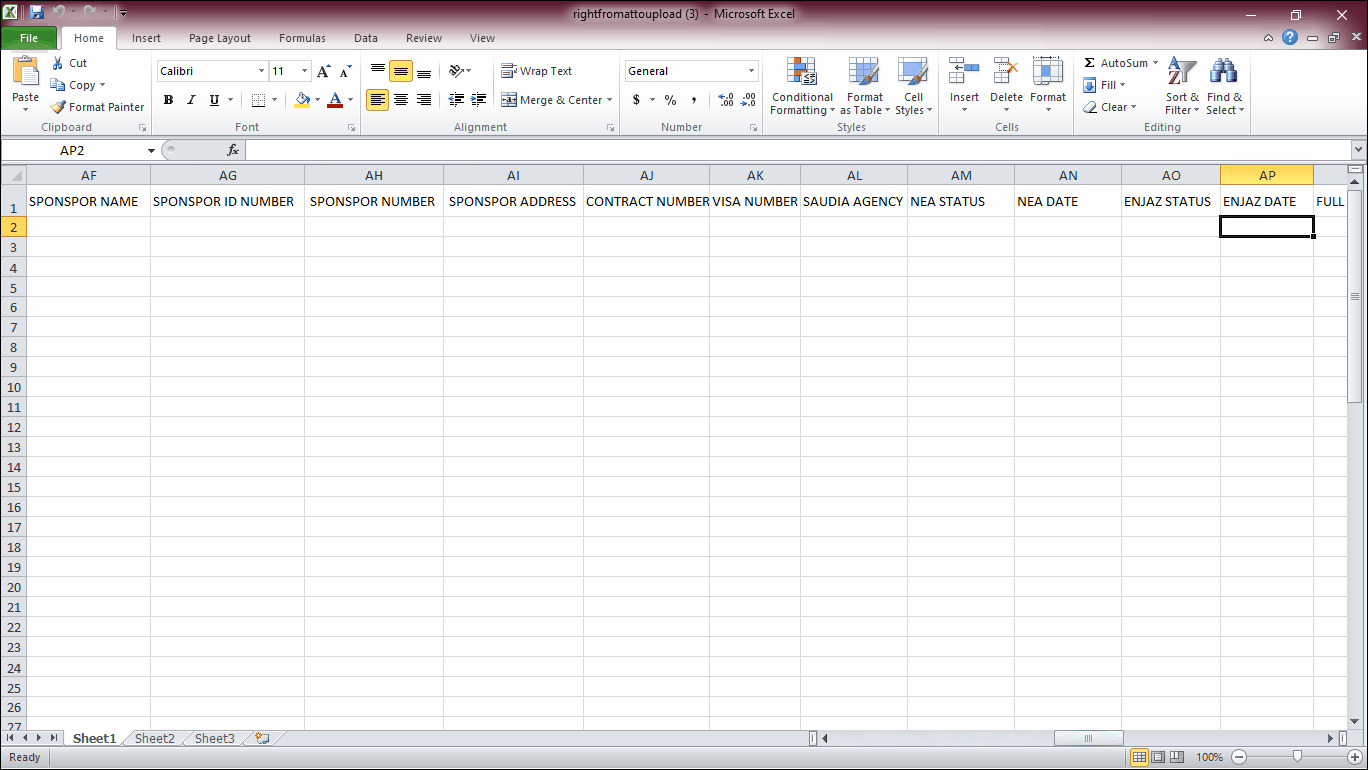 rightfromattoupload (3) - Microsoft Excel
File Home Insert Page Layout Formulas Data Review View
Paste Cut Copy Format Painter
Calibri 11 A A
B I U A
Wrap Text
Merge & Center
General
$ % , .0 .00 .00 .0
Conditional Formatting
Format as Table
Cell Styles
Insert Delete Format
Σ AutoSum
Fill
Clear
Sort & Filter
Find & Select
Clipboard Font Alignment Number Styles Cells Editing
AP2 fx
AF AG AH AI AJ AK AL AM AN AO AP
1 SPONSPOR NAME SPONSPOR ID NUMBER SPONSPOR NUMBER SPONSPOR ADDRESS CONTRACT NUMBER VISA NUMBER SAUDIA AGENCY NEA STATUS NEA DATE ENJAZ STATUS ENJAZ DATE FULL
2
3
4
5
6
7
8
9
10
11
12
13
14
15
16
17
18
19
20
21
22
23
24
25
26
27
Sheet1 Sheet2 Sheet3
Ready 100%